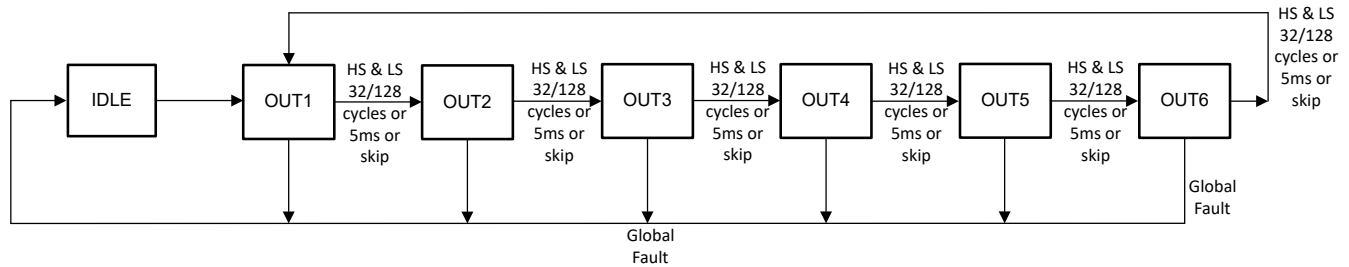 IDLE
OUT1
HS & LS
32/128
cycles or
5ms or
skip
OUT2
HS & LS
32/128
cycles or
5ms or
skip
OUT3
HS & LS
32/128
cycles or
5ms or
skip
OUT4
HS & LS
32/128
cycles or
5ms or
skip
OUT5
HS & LS
32/128
cycles or
5ms or
skip
OUT6
HS & LS
32/128
cycles or
5ms or
skip
Global
Fault
Global
Fault